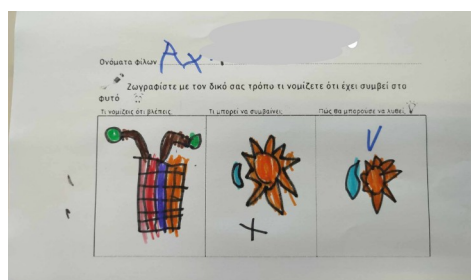 Ονόματα φίλων Αχ
Ζωγραφίστε με τον δικό σας τρόπο τι νομίζετε ότι έχει συμβεί στο
φυτό
Τι νομίζεις ότι βλέπεις. Τι μπορεί να συμβαίνει. Πώς θα μπορούσε να λυθεί.